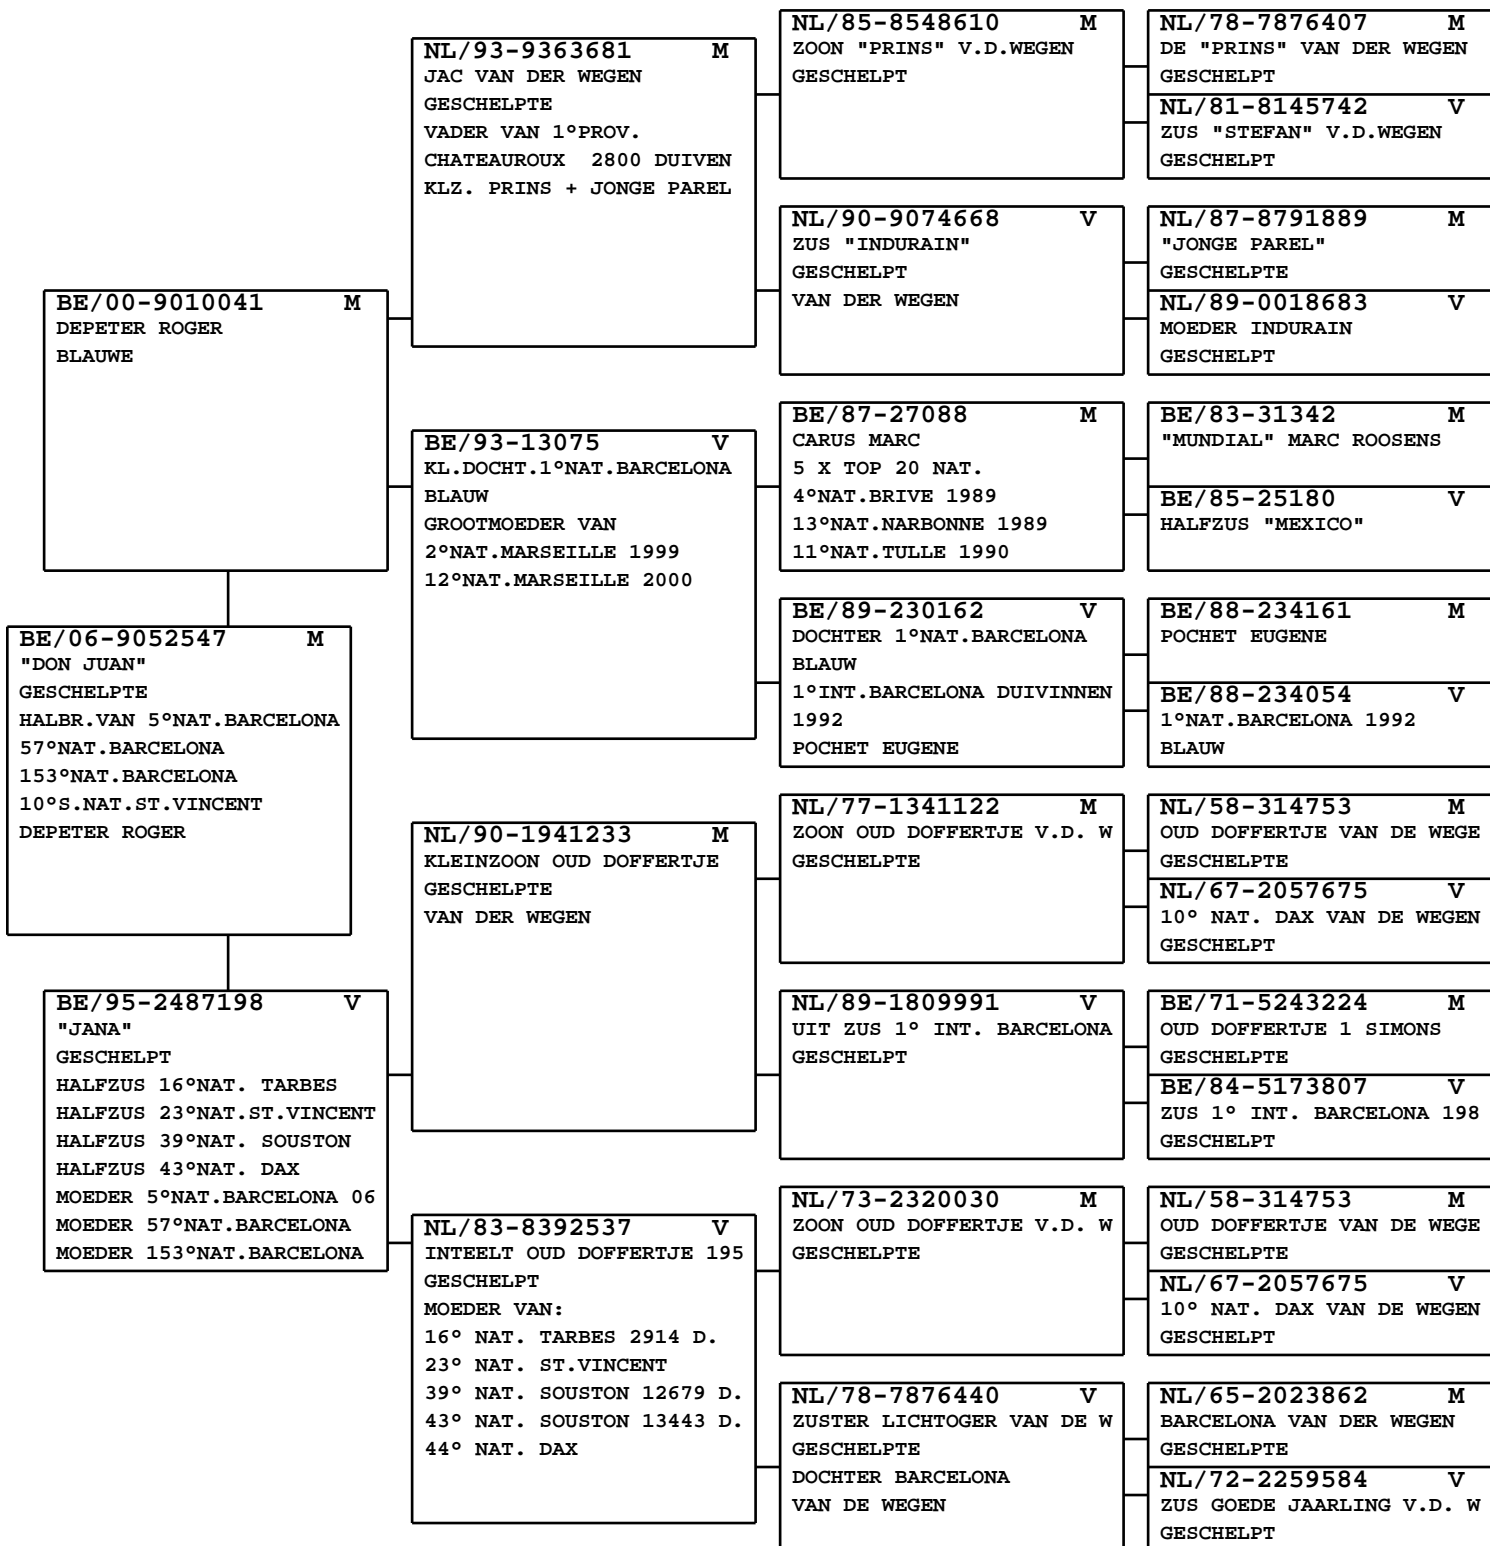 BE/06-9052547 M
"DON JUAN"
GESCHELPTE
HALBR.VAN 5°NAT.BARCELONA
57°NAT.BARCELONA
153°NAT.BARCELONA
10°S.NAT.ST.VINCENT
DEPETER ROGER
BE/00-9010041 M
DEPETER ROGER
BLAUWE
BE/95-2487198 V
"JANA"
GESCHELPT
HALFZUS 16°NAT. TARBES
HALFZUS 23°NAT.ST.VINCENT
HALFZUS 39°NAT. SOUSTON
HALFZUS 43°NAT. DAX
MOEDER 5°NAT.BARCELONA 06
MOEDER 57°NAT.BARCELONA
MOEDER 153°NAT.BARCELONA
NL/93-9363681 M
JAC VAN DER WEGEN
GESCHELPTE
VADER VAN 1°PROV.
CHATEAUROUX 2800 DUIVEN
KLZ. PRINS + JONGE PAREL
BE/93-13075 V
KL.DOCHT.1°NAT.BARCELONA
BLAUW
GROOTMOEDER VAN
2°NAT.MARSEILLE 1999
12°NAT.MARSEILLE 2000
NL/90-1941233 M
KLEINZOON OUD DOFFERTJE
GESCHELPTE
VAN DER WEGEN
NL/83-8392537 V
INTEELT OUD DOFFERTJE 195
GESCHELPT
MOEDER VAN:
16° NAT. TARBES 2914 D.
23° NAT. ST.VINCENT
39° NAT. SOUSTON 12679 D.
43° NAT. SOUSTON 13443 D.
44° NAT. DAX
NL/85-8548610 M
ZOON "PRINS" V.D.WEGEN
GESCHELPT
NL/90-9074668 V
ZUS "INDURAIN"
GESCHELPT
VAN DER WEGEN
BE/87-27088 M
CARUS MARC
5 X TOP 20 NAT.
4°NAT.BRIVE 1989
13°NAT.NARBONNE 1989
11°NAT.TULLE 1990
BE/89-230162 V
DOCHTER 1°NAT.BARCELONA
BLAUW
1°INT.BARCELONA DUIVINNEN
1992
POCHET EUGENE
NL/77-1341122 M
ZOON OUD DOFFERTJE V.D. W
GESCHELPTE
NL/89-1809991 V
UIT ZUS 1° INT. BARCELONA
GESCHELPT
NL/73-2320030 M
ZOON OUD DOFFERTJE V.D. W
GESCHELPTE
NL/78-7876440 V
ZUSTER LICHTOGER VAN DE W
GESCHELPTE
DOCHTER BARCELONA
VAN DE WEGEN
NL/78-7876407 M
DE "PRINS" VAN DER WEGEN
GESCHELPT
NL/81-8145742 V
ZUS "STEFAN" V.D.WEGEN
GESCHELPT
NL/87-8791889 M
"JONGE PAREL"
GESCHELPTE
NL/89-0018683 V
MOEDER INDURAIN
GESCHELPT
BE/83-31342 M
"MUNDIAL" MARC ROOSENS
BE/85-25180 V
HALFZUS "MEXICO"
BE/88-234161 M
POCHET EUGENE
BE/88-234054 V
1°NAT.BARCELONA 1992
BLAUW
NL/58-314753 M
OUD DOFFERTJE VAN DE WEGE
GESCHELPTE
NL/67-2057675 V
10° NAT. DAX VAN DE WEGEN
GESCHELPT
BE/71-5243224 M
OUD DOFFERTJE 1 SIMONS
GESCHELPTE
BE/84-5173807 V
ZUS 1° INT. BARCELONA 198
GESCHELPT
NL/58-314753 M
OUD DOFFERTJE VAN DE WEGE
GESCHELPTE
NL/67-2057675 V
10° NAT. DAX VAN DE WEGEN
GESCHELPT
NL/65-2023862 M
BARCELONA VAN DER WEGEN
GESCHELPTE
NL/72-2259584 V
ZUS GOEDE JAARLING V.D. W
GESCHELPT